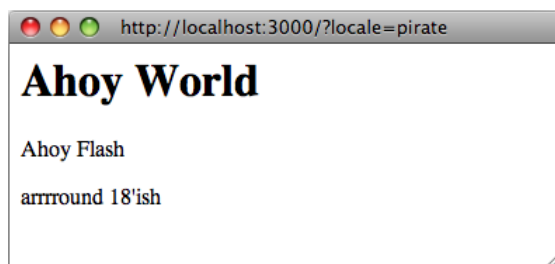 http://localhost:3000/?locale=pirate
Ahoy World
Ahoy Flash
arrrround 18'ish